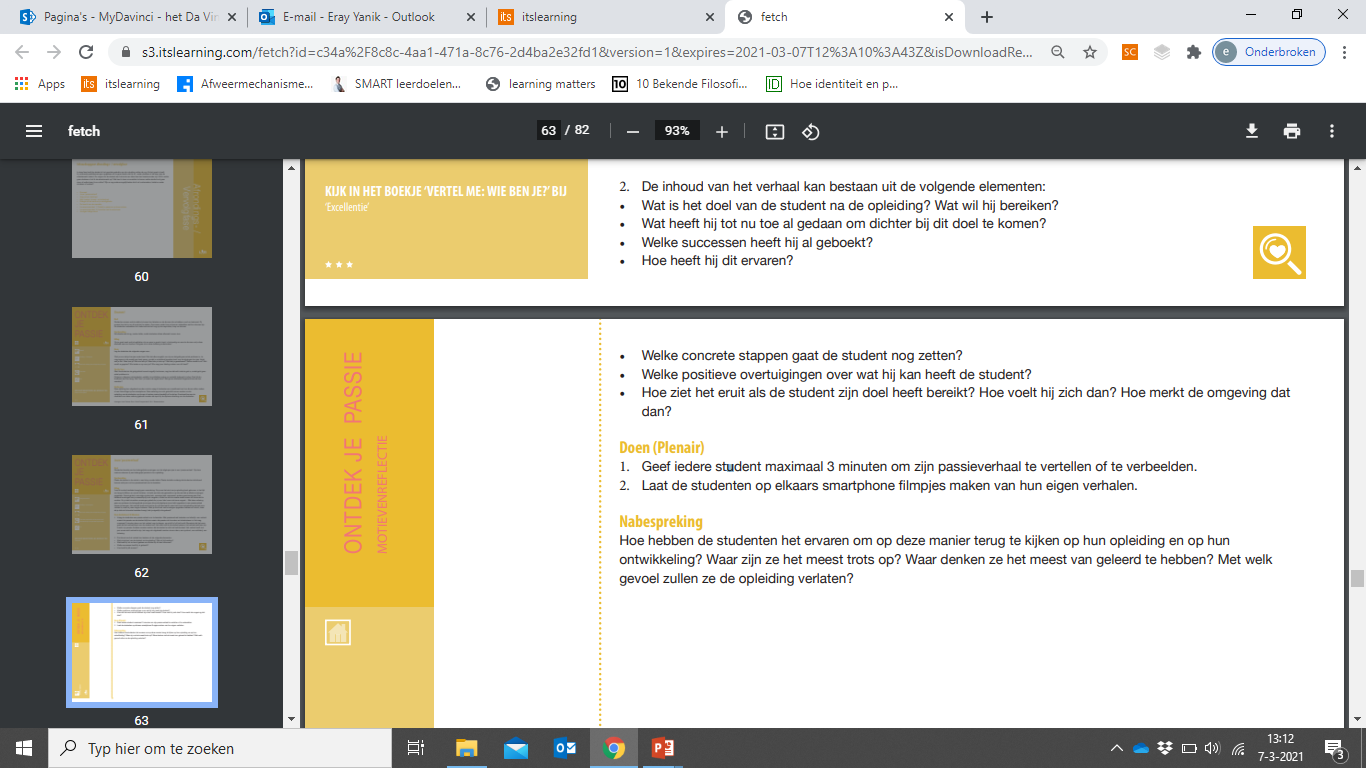 Pagina's - MyDavinci - het Da Vin
E-mail - Eray Yanik - Outlook
itslearning
fetch
s3.itslearning.com/fetch?id=c34a%2F8c8c-4aa1-471a-8c76-2d4ba2e32fd1&version=1&expires=2021-03-07T12%3A10%3A43Z&isDownloadRe...
SC
e Onderbroken
Apps
its itslearning
Afweermechanisme...
SMART leerdoelen...
learning matters
10 10 Bekende Filosofi...
ID Hoe identiteit en p...
fetch
63 / 82
93%
60
61
62
63
KIJK IN HET BOEKJE 'VERTEL ME: WIE BEN JE?' BIJ
'Excellentie'
2. De inhoud van het verhaal kan bestaan uit de volgende elementen:
• Wat is het doel van de student na de opleiding? Wat wil hij bereiken?
• Wat heeft hij tot nu toe al gedaan om dichter bij dit doel te komen?
• Welke successen heeft hij al geboekt?
• Hoe heeft hij dit ervaren?
ONTDEK JE PASSIE
MOTIEVENREFLECTIE
• Welke concrete stappen gaat de student nog zetten?
• Welke positieve overtuigingen over wat hij kan heeft de student?
• Hoe ziet het eruit als de student zijn doel heeft bereikt? Hoe voelt hij zich dan? Hoe merkt de omgeving dat
dan?
Doen (Plenair)
1. Geef iedere student maximaal 3 minuten om zijn passieverhaal te vertellen of te verbeelden.
2. Laat de studenten op elkaars smartphone filmpjes maken van hun eigen verhalen.
Nabespreking
Hoe hebben de studenten het ervaren om op deze manier terug te kijken op hun opleiding en op hun
ontwikkeling? Waar zijn ze het meest trots op? Waar denken ze het meest van geleerd te hebben? Met welk
gevoel zullen ze de opleiding verlaten?
Typ hier om te zoeken
13:12
7-3-2021
3